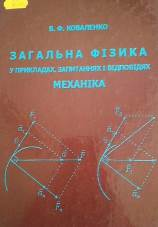 В. Ф. КОВАЛЕНКО
ЗАГАЛЬНА ФІЗИКА
У ПРИКЛАДАХ, ЗАПИТАННЯХ І ВІДПОВІДЯХ
МЕХАНІКА